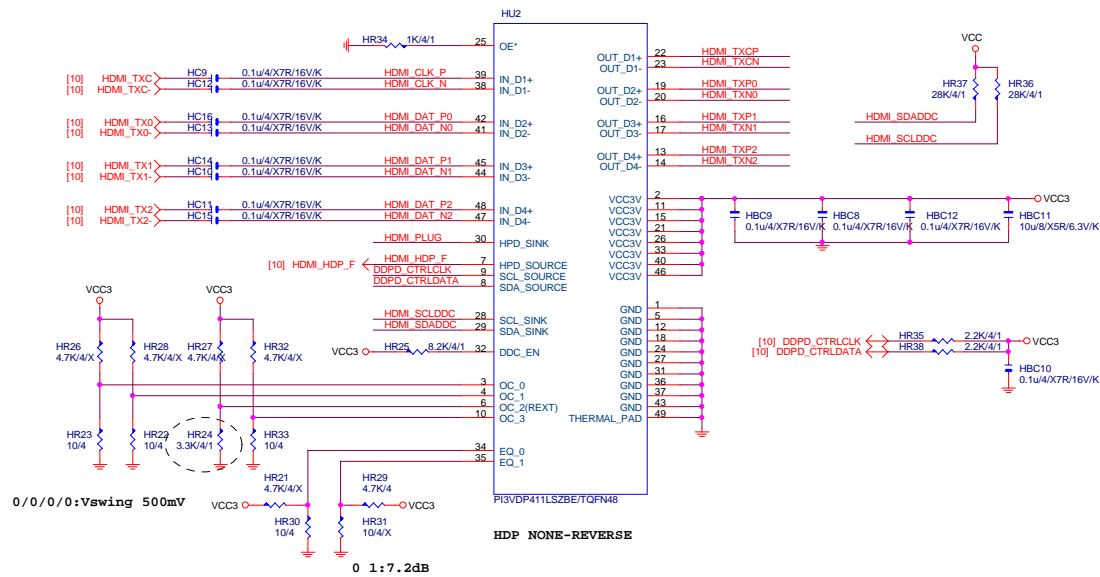 HU2
HR34 1K/4/1 25 OE*
[10] HDMI_TXC HC9 0.1u/4/X7R/16V/K HDMI_CLK_P 39 IN_D1+
[10] HDMI_TXC- HC12 0.1u/4/X7R/16V/K HDMI_CLK_N 38 IN_D1-
[10] HDMI_TX0 HC16 0.1u/4/X7R/16V/K HDMI_DAT_P0 42 IN_D2+
[10] HDMI_TX0- HC13 0.1u/4/X7R/16V/K HDMI_DAT_N0 41 IN_D2-
[10] HDMI_TX1 HC14 0.1u/4/X7R/16V/K HDMI_DAT_P1 45 IN_D3+
[10] HDMI_TX1- HC10 0.1u/4/X7R/16V/K HDMI_DAT_N1 44 IN_D3-
[10] HDMI_TX2 HC11 0.1u/4/X7R/16V/K HDMI_DAT_P2 48 IN_D4+
[10] HDMI_TX2- HC15 0.1u/4/X7R/16V/K HDMI_DAT_N2 47 IN_D4-
HDMI_PLUG 30 HPD_SINK
[10] HDMI_HDP_F HDMI_HDP_F 7 HPD_SOURCE
DDPD_CTRLCLK 9 SCL_SOURCE
DDPD_CTRLDATA 8 SDA_SOURCE
HDMI_SCLDDC 28 SCL_SINK
HDMI_SDADDC 29 SDA_SINK
VCC3 HR25 8.2K/4/1 32 DDC_EN
3 OC_0
4 OC_1
6 OC_2(REXT)
10 OC_3
34 EQ_0
35 EQ_1
VCC3 VCC3
HR26 HR28 HR27 HR32
4.7K/4/X 4.7K/4/X 4.7K/4/X 4.7K/4/X
HR23 HR22 HR24 HR33
10/4 10/4 3.3K/4/1 10/4
0/0/0/0:Vswing 500mV
HR21 HR29
4.7K/4/X 4.7K/4
VCC3 VCC3
HR30 HR31
10/4 10/4/X
0 1:7.2dB
OUT_D1+ 22 HDMI_TXCP
OUT_D1- 23 HDMI_TXCN
OUT_D2+ 19 HDMI_TXP0
OUT_D2- 20 HDMI_TXN0
OUT_D3+ 16 HDMI_TXP1
OUT_D3- 17 HDMI_TXN1
OUT_D4+ 13 HDMI_TXP2
OUT_D4- 14 HDMI_TXN2
VCC3V 2
VCC3V 11
VCC3V 15
VCC3V 21
VCC3V 26
VCC3V 33
VCC3V 40
VCC3V 46
GND 1
GND 5
GND 12
GND 18
GND 24
GND 27
GND 31
GND 36
GND 37
GND 43
THERMAL_PAD 49
PI3VDP411LSZBE/TQFN48
HDP NONE-REVERSE
VCC
HR37 HR36
28K/4/1 28K/4/1
HDMI_SDADDC
HDMI_SCLDDC
VCC3
HBC9 HBC8 HBC12 HBC11
0.1u/4/X7R/16V/K 0.1u/4/X7R/16V/K 0.1u/4/X7R/16V/K 10u/8/X5R/6.3V/K
[10] DDPD_CTRLCLK HR35 2.2K/4/1
[10] DDPD_CTRLDATA HR38 2.2K/4/1
VCC3
HBC10
0.1u/4/X7R/16V/K